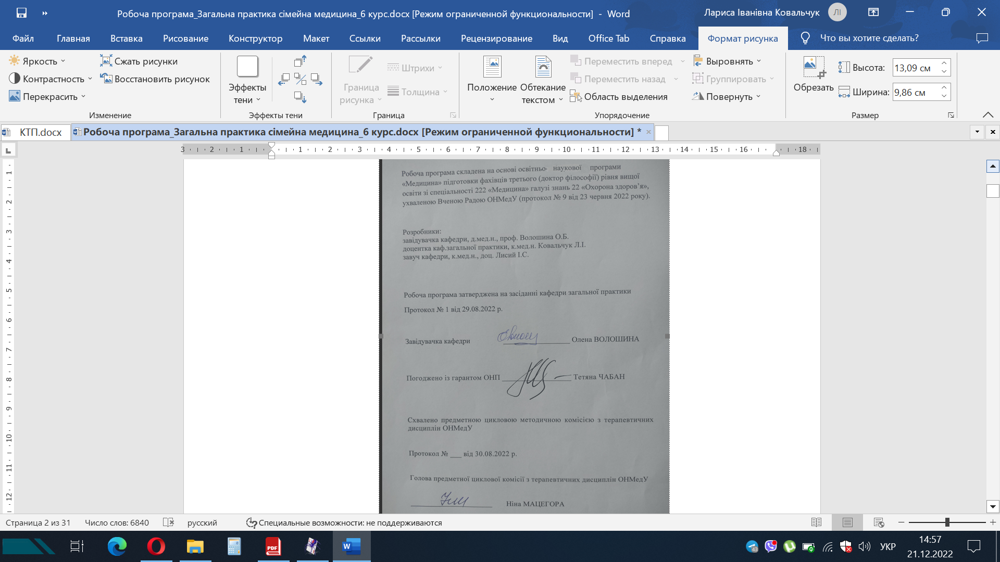 Робоча програма_Загальна практика сімейна медицина_6 курс.docx [Режим ограниченной функциональности] - Word
Лариса Іванівна Ковальчук
ЛІ
Файл Главная Вставка Рисование Конструктор Макет Ссылки Рассылки Рецензирование Вид Office Tab Справка Формат рисунка Что вы хотите сделать?
Яркость
Контрастность
Перекрасить
Сжать рисунки
Восстановить рисунок
Изменение
Эффекты
тени
Эффекты тени
Граница
рисунка
Штрихи
Толщина
Граница
Положение
Обтекание
текстом
Переместить вперед
Переместить назад
Область выделения
Выровнять
Группировать
Повернуть
Упорядочение
Обрезать
Высота: 13,09 см
Ширина: 9,86 см
Размер
КТП.docx
Робоча програма_Загальна практика сімейна медицина_6 курс.docx [Режим ограниченной функциональности] *
3 2 1 1 2 3 4 5 6 7 8 9 10 11 12 13 14 15 16 18
1
2
3
4
5
6
7
8
9
10
11
12
Робоча програма складена на основі освітньо- наукової програми
«Медицина» підготовки фахівців третього (доктор філософії) рівня вищої
освіти зі спеціальності 222 «Медицина» галузі знань 22 «Охорона здоров’я»,
ухваленою Вченою Радою ОНМедУ (протокол № 9 від 23 червня 2022 року).
Розробники:
завідувачка кафедри, д.мед.н., проф. Волошина О.Б.
доцентка каф.загальної практики, к.мед.н. Ковальчук Л.І.
завуч кафедри, к.мед.н., доц. Лисий І.С.
Робоча програма затверджена на засіданні кафедри загальної практики
Протокол № 1 від 29.08.2022 р.
Завідувачка кафедри Олена ВОЛОШИНА
Погоджено із гарантом ОНП Тетяна ЧАБАН
Схвалено предметною цикловою методичною комісією з терапевтичних
дисциплін ОНМедУ
Протокол № ___ від 30.08.2022 р.
Голова предметної циклової комісії з терапевтичних дисциплін ОНМедУ
Ніна МАЦЕГОРА
Страница 2 из 31 Число слов: 6840 русский Специальные возможности: не поддерживаются
PDF
W
43
УКР
14:57
21.12.2022